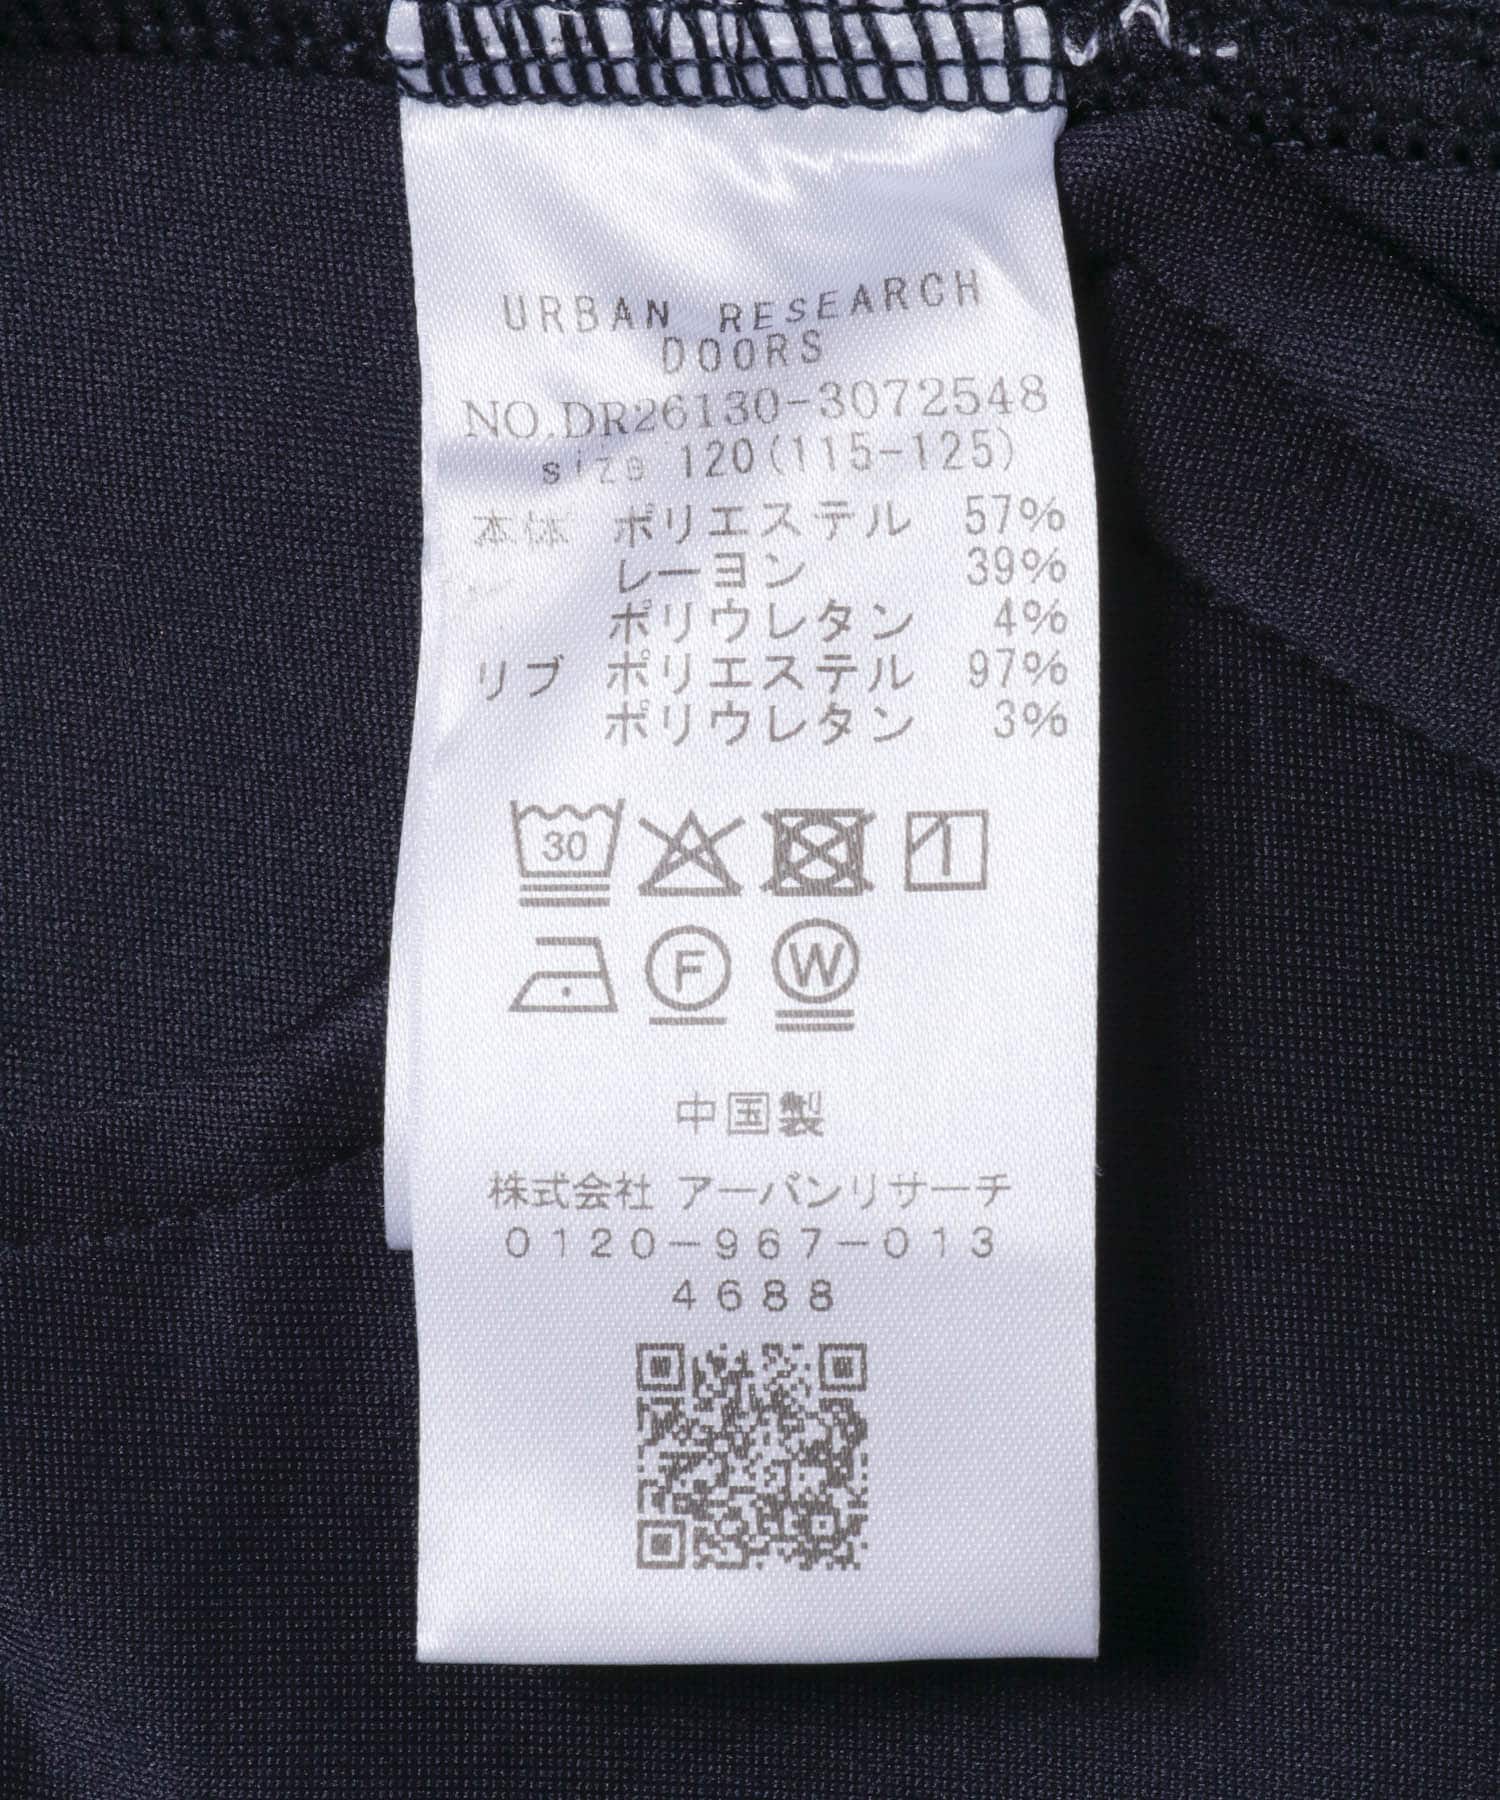 URBAN RESEARCH
DOORS
NO.DR26130-3072548
size 120(115-125)
本体 ポリエステル 57%
レーヨン 39%
ポリウレタン 4%
リブ ポリエステル 97%
ポリウレタン 3%
30
F W
中国製
株式会社 アーバンリサーチ
0120-967-013
4688